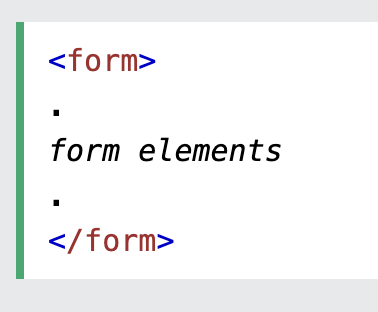 <form>
.
form elements
.
</form>